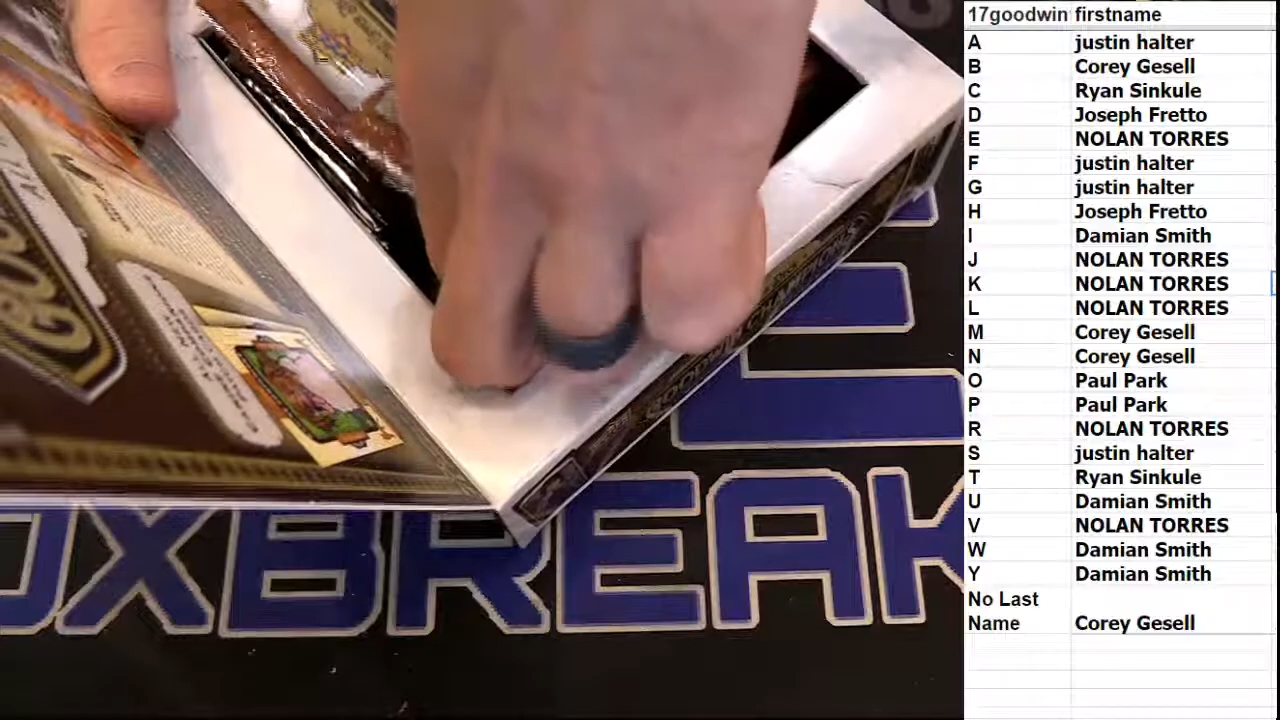 17goodwin firstname
A justin halter
B Corey Gesell
C Ryan Sinkule
D Joseph Fretto
E NOLAN TORRES
F justin halter
G justin halter
H Joseph Fretto
I Damian Smith
J NOLAN TORRES
K NOLAN TORRES
L NOLAN TORRES
M Corey Gesell
N Corey Gesell
O Paul Park
P Paul Park
R NOLAN TORRES
S justin halter
T Ryan Sinkule
U Damian Smith
V NOLAN TORRES
W Damian Smith
Y Damian Smith
No Last
Name Corey Gesell
GOODWIN CHAMPIONS
OXBREAK